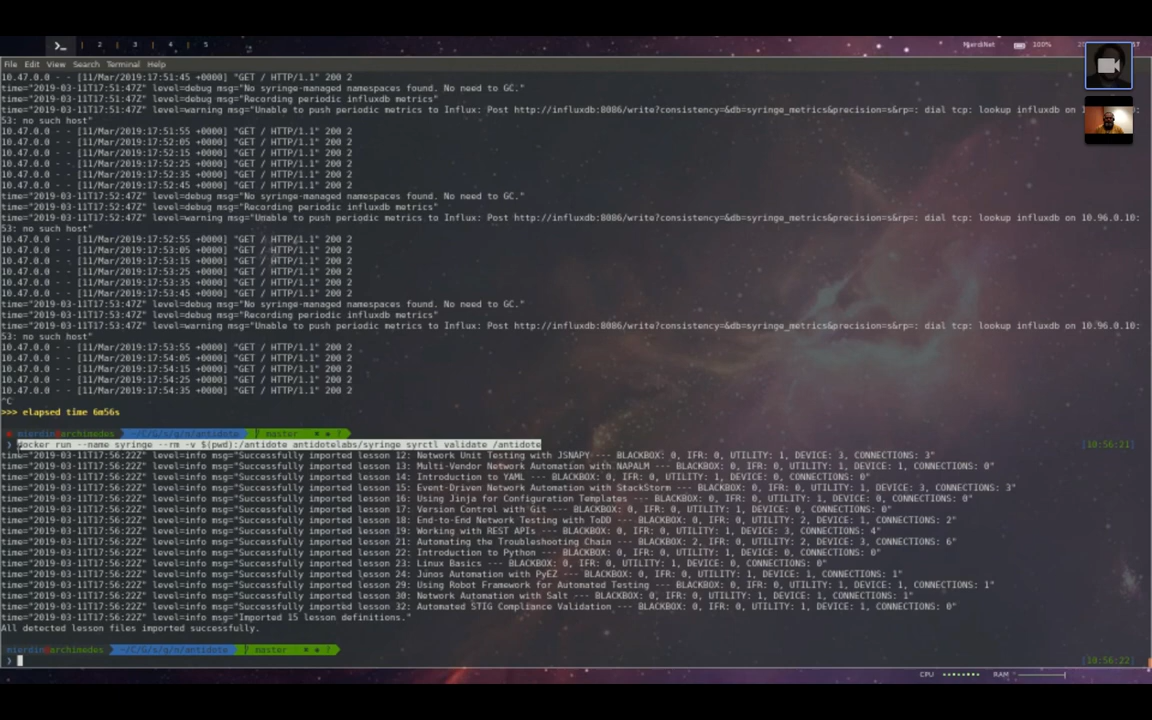 2 3 4 5 MierdiNet 100%
File Edit View Search Terminal Help
10.47.0.0 - - [11/Mar/2019:17:51:45 +0000] "GET / HTTP/1.1" 200 2
time="2019-03-11T17:51:47Z" level=debug msg="No syringe-managed namespaces found. No need to GC."
time="2019-03-11T17:51:47Z" level=debug msg="Recording periodic influxdb metrics"
time="2019-03-11T17:51:47Z" level=warning msg="Unable to push periodic metrics to Influx: Post http://influxdb:8086/write?consistency=&db=syringe_metrics&precision=s&rp=: dial tcp: lookup influxdb on 10.96.0.10:
53: no such host"
10.47.0.0 - - [11/Mar/2019:17:51:55 +0000] "GET / HTTP/1.1" 200 2
10.47.0.0 - - [11/Mar/2019:17:52:05 +0000] "GET / HTTP/1.1" 200 2
10.47.0.0 - - [11/Mar/2019:17:52:15 +0000] "GET / HTTP/1.1" 200 2
10.47.0.0 - - [11/Mar/2019:17:52:25 +0000] "GET / HTTP/1.1" 200 2
10.47.0.0 - - [11/Mar/2019:17:52:35 +0000] "GET / HTTP/1.1" 200 2
10.47.0.0 - - [11/Mar/2019:17:52:45 +0000] "GET / HTTP/1.1" 200 2
time="2019-03-11T17:52:47Z" level=debug msg="No syringe-managed namespaces found. No need to GC."
time="2019-03-11T17:52:47Z" level=debug msg="Recording periodic influxdb metrics"
time="2019-03-11T17:52:47Z" level=warning msg="Unable to push periodic metrics to Influx: Post http://influxdb:8086/write?consistency=&db=syringe_metrics&precision=s&rp=: dial tcp: lookup influxdb on 10.96.0.10:
53: no such host"
10.47.0.0 - - [11/Mar/2019:17:52:55 +0000] "GET / HTTP/1.1" 200 2
10.47.0.0 - - [11/Mar/2019:17:53:05 +0000] "GET / HTTP/1.1" 200 2
10.47.0.0 - - [11/Mar/2019:17:53:15 +0000] "GET / HTTP/1.1" 200 2
10.47.0.0 - - [11/Mar/2019:17:53:25 +0000] "GET / HTTP/1.1" 200 2
10.47.0.0 - - [11/Mar/2019:17:53:35 +0000] "GET / HTTP/1.1" 200 2
10.47.0.0 - - [11/Mar/2019:17:53:45 +0000] "GET / HTTP/1.1" 200 2
time="2019-03-11T17:53:47Z" level=debug msg="No syringe-managed namespaces found. No need to GC."
time="2019-03-11T17:53:47Z" level=debug msg="Recording periodic influxdb metrics"
time="2019-03-11T17:53:47Z" level=warning msg="Unable to push periodic metrics to Influx: Post http://influxdb:8086/write?consistency=&db=syringe_metrics&precision=s&rp=: dial tcp: lookup influxdb on 10.96.0.10:
53: no such host"
10.47.0.0 - - [11/Mar/2019:17:53:55 +0000] "GET / HTTP/1.1" 200 2
10.47.0.0 - - [11/Mar/2019:17:54:05 +0000] "GET / HTTP/1.1" 200 2
10.47.0.0 - - [11/Mar/2019:17:54:15 +0000] "GET / HTTP/1.1" 200 2
10.47.0.0 - - [11/Mar/2019:17:54:25 +0000] "GET / HTTP/1.1" 200 2
10.47.0.0 - - [11/Mar/2019:17:54:35 +0000] "GET / HTTP/1.1" 200 2
^C
>>> elapsed time 6m56s
mierdin@archimedes ~/C/G/s/g/n/antidote master
docker run --name syringe --rm -v $(pwd):/antidote antidotelabs/syringe syrctl validate /antidote [10:56:21]
time="2019-03-11T17:56:22Z" level=info msg="Successfully imported lesson 12: Network Unit Testing with JSNAPY --- BLACKBOX: 0, IFR: 0, UTILITY: 1, DEVICE: 3, CONNECTIONS: 3"
time="2019-03-11T17:56:22Z" level=info msg="Successfully imported lesson 13: Multi-Vendor Network Automation with NAPALM --- BLACKBOX: 0, IFR: 0, UTILITY: 1, DEVICE: 1, CONNECTIONS: 0"
time="2019-03-11T17:56:22Z" level=info msg="Successfully imported lesson 14: Introduction to YAML --- BLACKBOX: 0, IFR: 0, UTILITY: 1, DEVICE: 0, CONNECTIONS: 0"
time="2019-03-11T17:56:22Z" level=info msg="Successfully imported lesson 15: Event-Driven Network Automation with StackStorm --- BLACKBOX: 0, IFR: 0, UTILITY: 1, DEVICE: 3, CONNECTIONS: 3"
time="2019-03-11T17:56:22Z" level=info msg="Successfully imported lesson 16: Using Jinja for Configuration Templates --- BLACKBOX: 0, IFR: 0, UTILITY: 1, DEVICE: 0, CONNECTIONS: 0"
time="2019-03-11T17:56:22Z" level=info msg="Successfully imported lesson 17: Version Control with Git --- BLACKBOX: 0, IFR: 0, UTILITY: 1, DEVICE: 0, CONNECTIONS: 0"
time="2019-03-11T17:56:22Z" level=info msg="Successfully imported lesson 18: End-to-End Network Testing with ToDD --- BLACKBOX: 0, IFR: 0, UTILITY: 2, DEVICE: 1, CONNECTIONS: 2"
time="2019-03-11T17:56:22Z" level=info msg="Successfully imported lesson 19: Working with REST APIs --- BLACKBOX: 0, IFR: 0, UTILITY: 1, DEVICE: 3, CONNECTIONS: 4"
time="2019-03-11T17:56:22Z" level=info msg="Successfully imported lesson 21: Automating the Troubleshooting Chain --- BLACKBOX: 0, IFR: 0, UTILITY: 2, DEVICE: 3, CONNECTIONS: 6"
time="2019-03-11T17:56:22Z" level=info msg="Successfully imported lesson 22: Introduction to Python --- BLACKBOX: 0, IFR: 0, UTILITY: 1, DEVICE: 0, CONNECTIONS: 0"
time="2019-03-11T17:56:22Z" level=info msg="Successfully imported lesson 23: Linux Basics --- BLACKBOX: 0, IFR: 0, UTILITY: 1, DEVICE: 0, CONNECTIONS: 0"
time="2019-03-11T17:56:22Z" level=info msg="Successfully imported lesson 24: Junos Automation with PyEZ --- BLACKBOX: 0, IFR: 0, UTILITY: 1, DEVICE: 1, CONNECTIONS: 1"
time="2019-03-11T17:56:22Z" level=info msg="Successfully imported lesson 29: Using Robot Framework for Automated Testing --- BLACKBOX: 0, IFR: 0, UTILITY: 1, DEVICE: 1, CONNECTIONS: 1"
time="2019-03-11T17:56:22Z" level=info msg="Successfully imported lesson 30: Network Automation with Salt --- BLACKBOX: 0, IFR: 0, UTILITY: 1, DEVICE: 1, CONNECTIONS: 1"
time="2019-03-11T17:56:22Z" level=info msg="Successfully imported lesson 32: Automated STIG Compliance Validation --- BLACKBOX: 0, IFR: 0, UTILITY: 1, DEVICE: 1, CONNECTIONS: 0"
time="2019-03-11T17:56:22Z" level=info msg="Imported 15 lesson definitions."
All detected lesson files imported successfully.
mierdin@archimedes ~/C/G/s/g/n/antidote master
[10:56:22]
CPU RAM